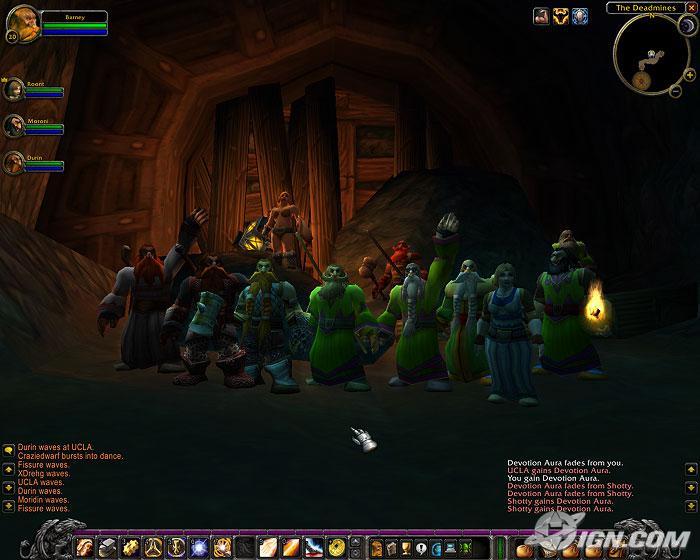 Barney
20
Roont
Moroni
Durin
The Deadmines
N
Durin waves at UCLA.
Craziedwarf bursts into dance.
Fissure waves.
XDrehg waves.
UCLA waves.
Durin waves.
Moridin waves.
Fissure waves.
Devotion Aura fades from you.
UCLA gains Devotion Aura.
You gain Devotion Aura.
Devotion Aura fades from Shotty.
Devotion Aura fades from Shotty.
Shotty gains Devotion Aura.
Shotty gains Devotion Aura.
IGN.COM